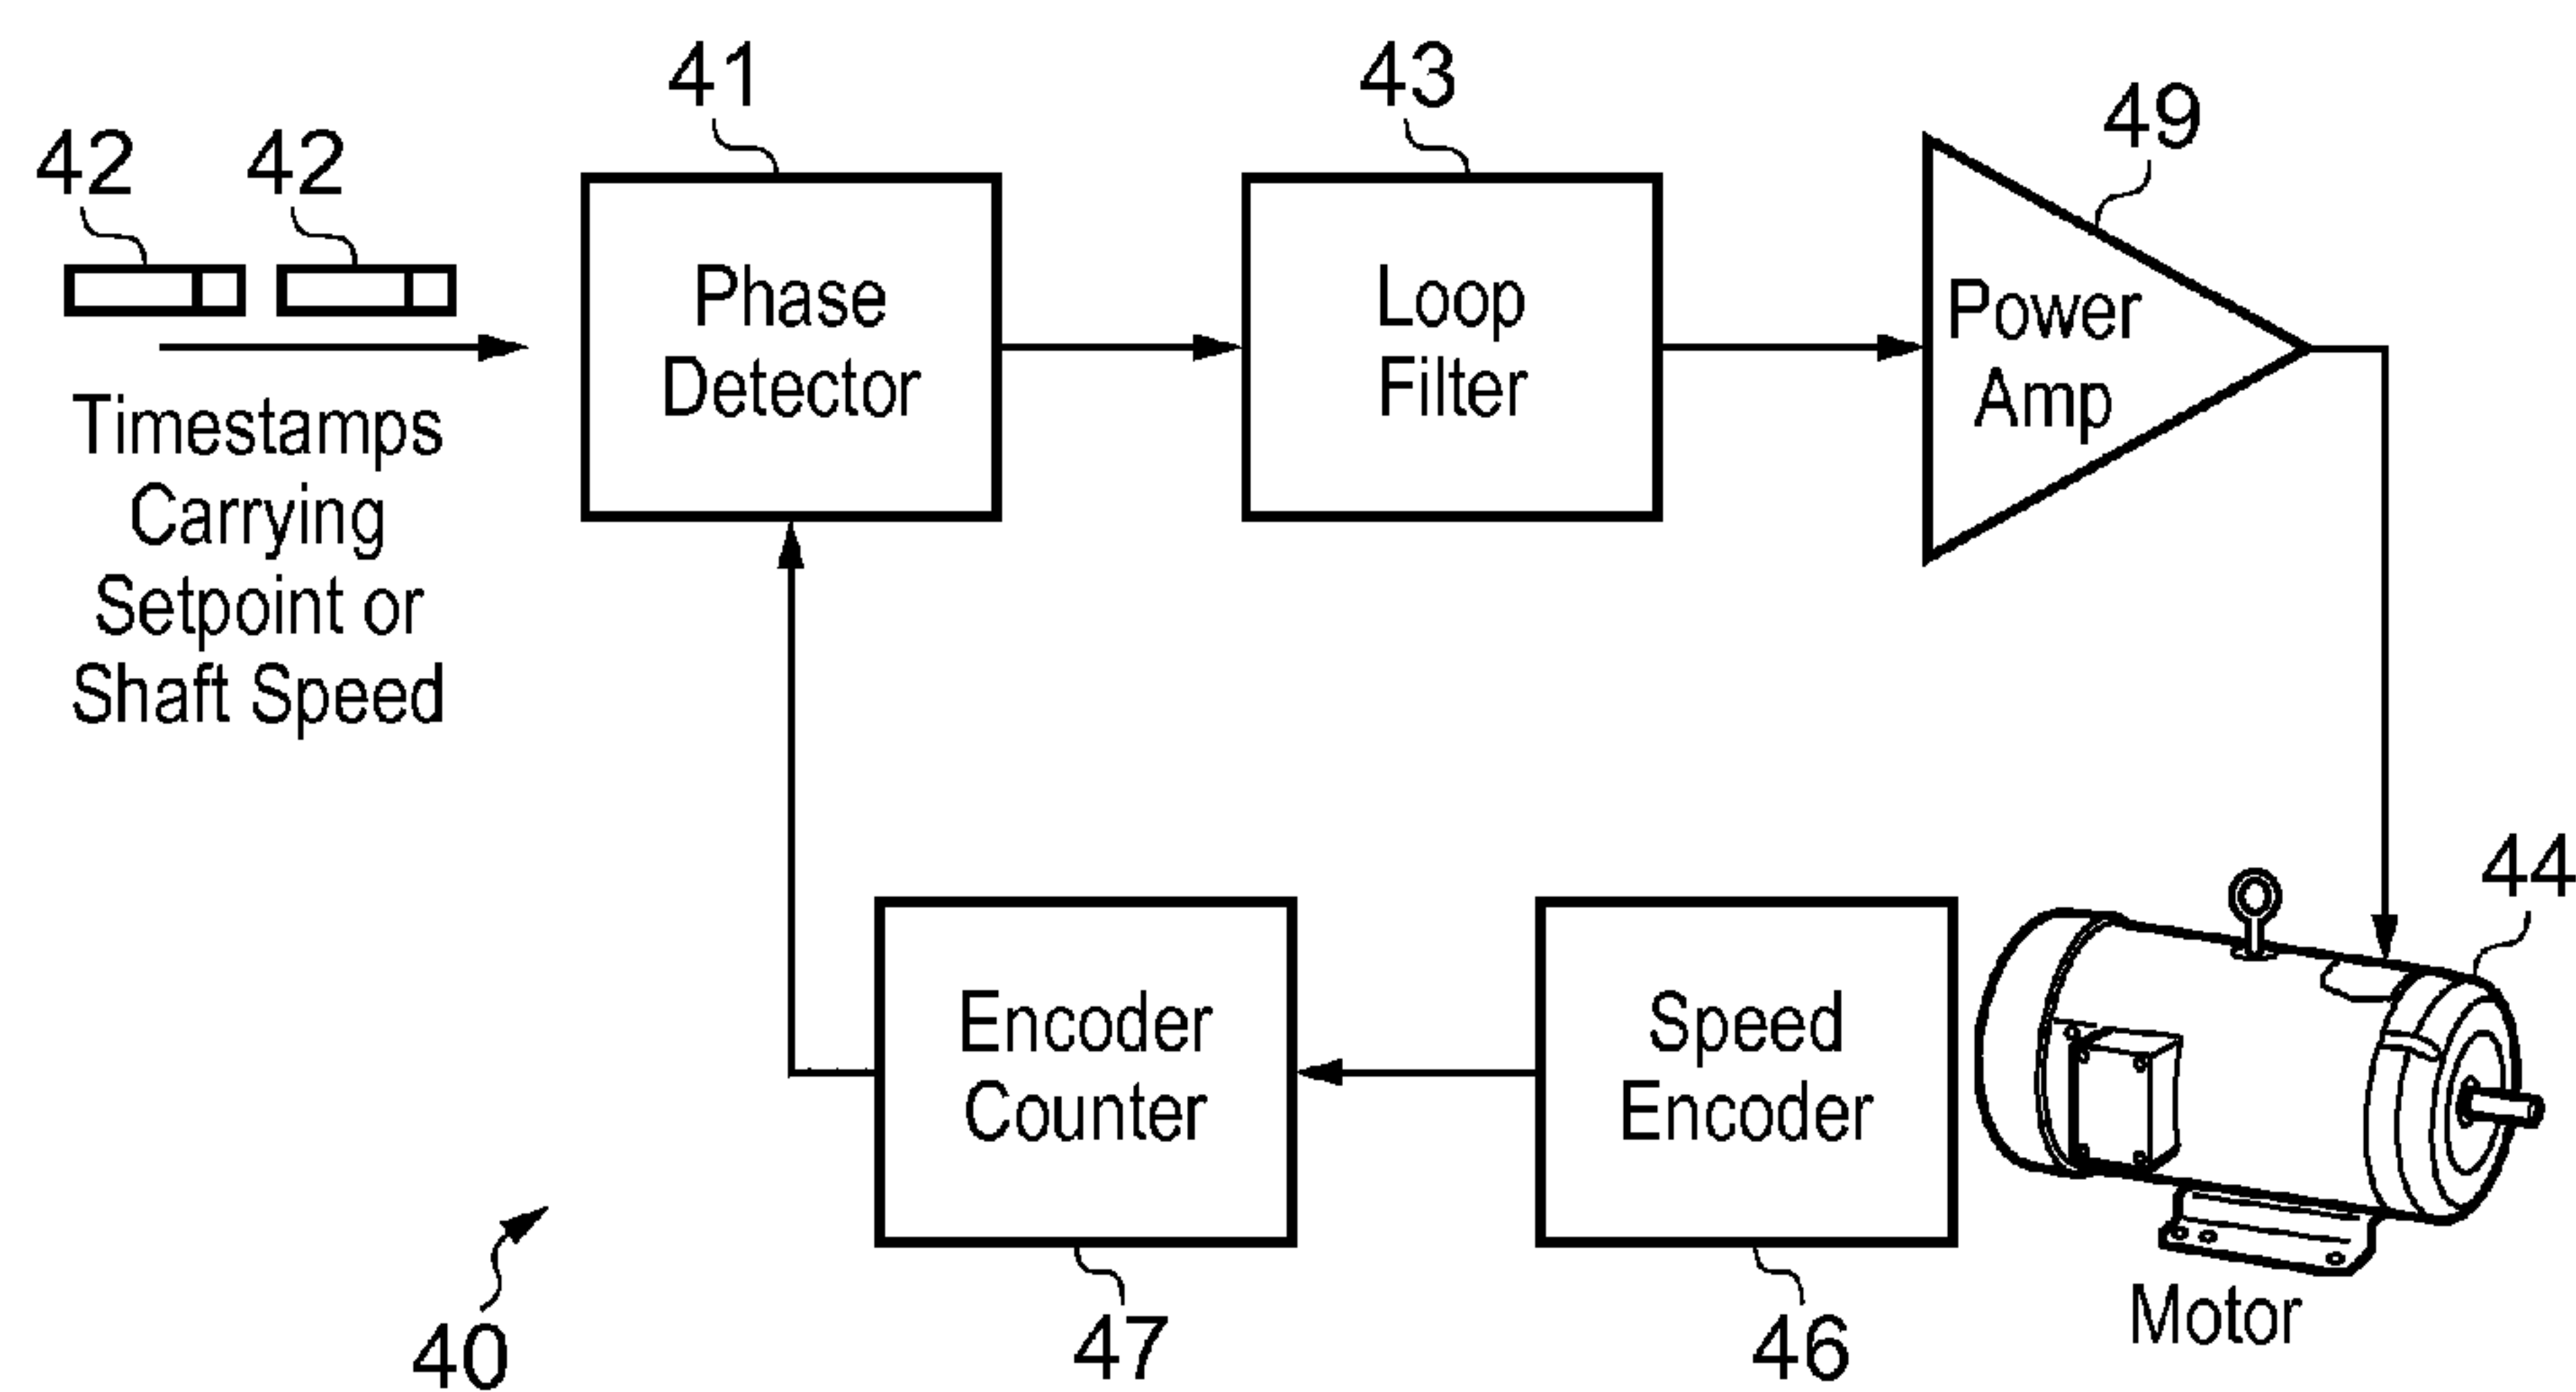 41
43
49
42 42
Phase
Detector
Loop
Filter
Power
Amp
Timestamps
Carrying
Setpoint or
Shaft Speed
44
Encoder
Counter
Speed
Encoder
Motor
40
47
46